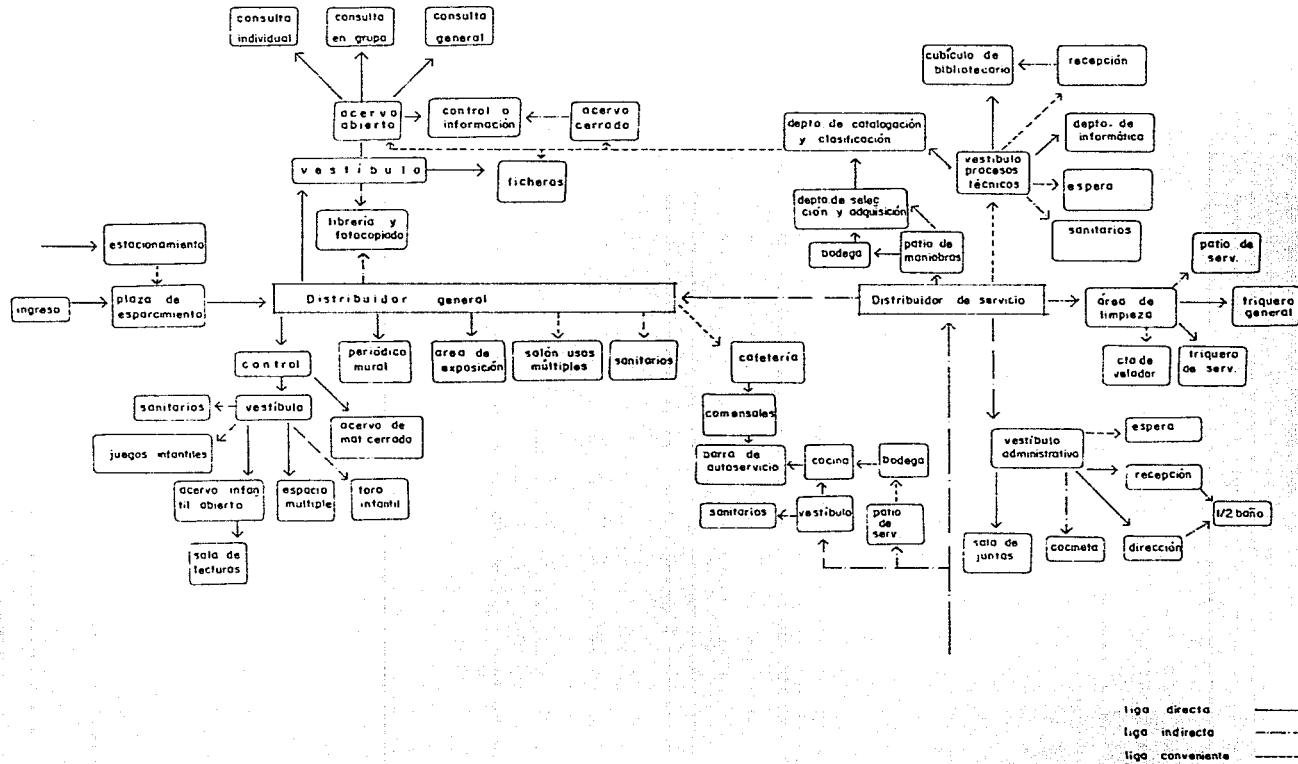 consulta
individual
consulta
en grupo
consulta
general
acervo
abierto
control o
información
acervo
cerrado
vestíbulo
ficheros
librería y
fotocopiado
cubículo de
bibliotecario
recepción
depto. de catalogación
y clasificación
depto. de
informática
vestíbulo
procesos
técnicos
espera
sanitarios
depto. de selec
ción y adquisición
bodega
patio de
maniobras
estacionamiento
ingreso
plaza de
esparcimiento
Distribuidor general
Distribuidor de servicio
área de
limpieza
patio de
serv.
triquero
general
cto de
velador
triquero
de serv.
control
periódico
mural
area de
exposición
salón usos
múltiples
sanitarios
cafetería
sanitarios
vestíbulo
acervo de
mat cerrado
juegos infantiles
acervo infan
til abierto
espacio
multiple
foro
infantil
sala de
lecturas
comensales
barra de
autoservicio
cocina
bodega
sanitarios
vestíbulo
patio
de
serv.
vestíbulo
administrativo
espera
recepción
1/2 baño
sala de
juntas
cocineta
dirección
liga directa
liga indirecta
liga conveniente